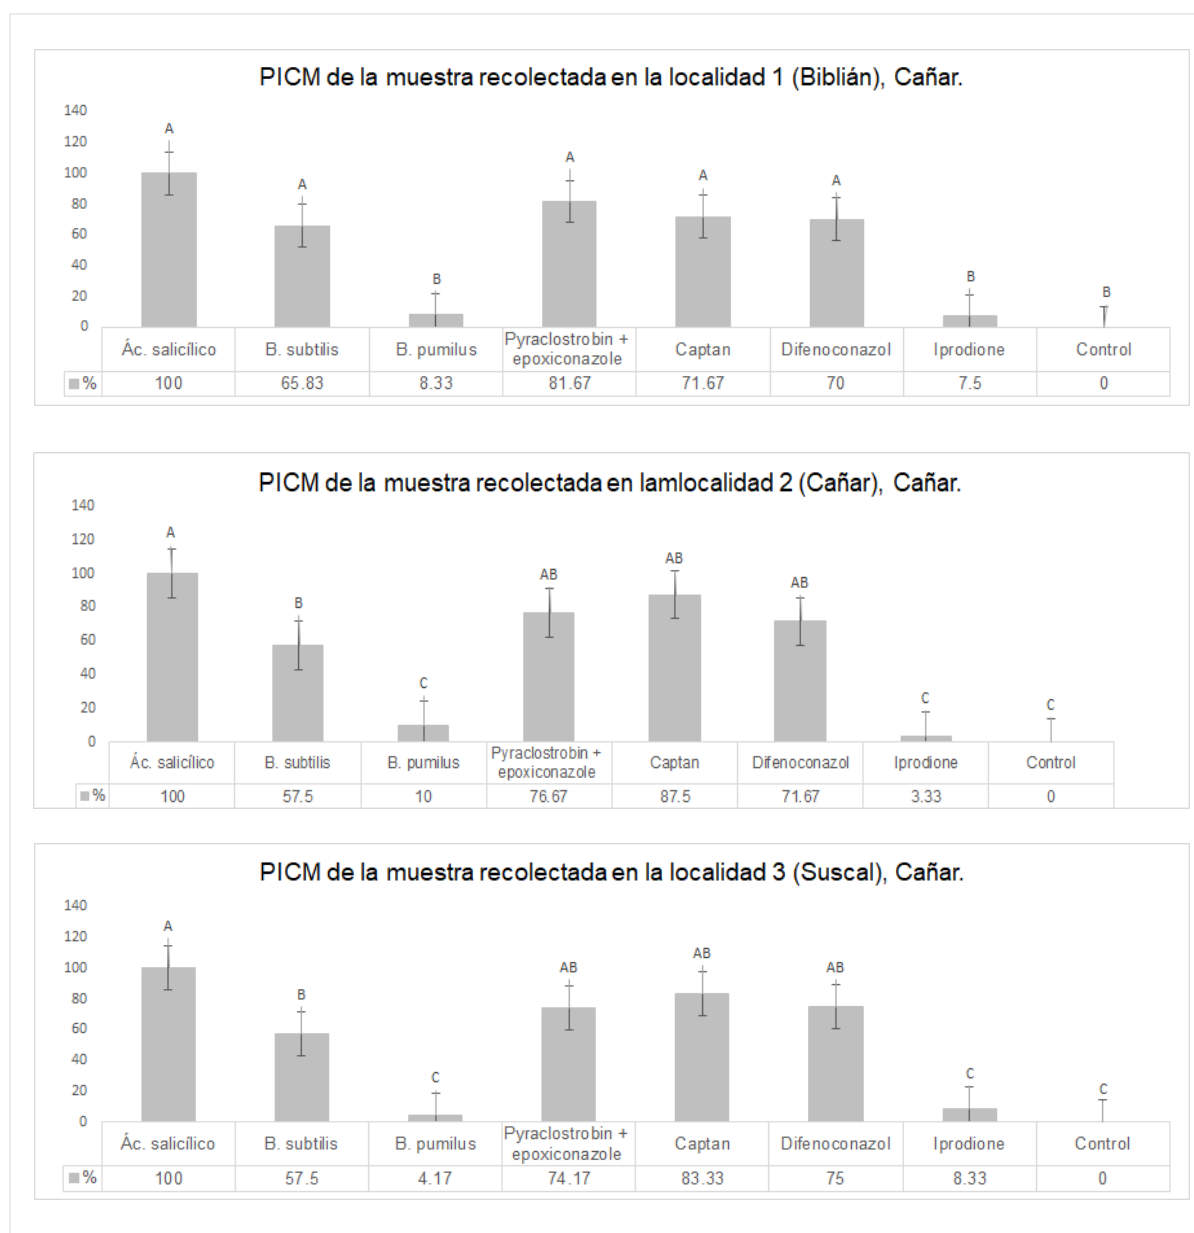 PICM de la muestra recolectada en la localidad 1 (Biblián), Cañar.
140
120
100
80
60
40
20
0
A
A
B
A
A
A
B
B
Ác. salicílico B. subtilis B. pumilus Pyraclostrobin + epoxiconazole Captan Difenoconazol Iprodione Control
% 100 65.83 8.33 81.67 71.67 70 7.5 0
PICM de la muestra recolectada en lamlocalidad 2 (Cañar), Cañar.
140
120
100
80
60
40
20
0
A
B
C
AB
AB
AB
C
C
Ác. salicílico B. subtilis B. pumilus Pyraclostrobin + epoxiconazole Captan Difenoconazol Iprodione Control
% 100 57.5 10 76.67 87.5 71.67 3.33 0
PICM de la muestra recolectada en la localidad 3 (Suscal), Cañar.
140
120
100
80
60
40
20
0
A
B
C
AB
AB
AB
C
C
Ác. salicílico B. subtilis B. pumilus Pyraclostrobin + epoxiconazole Captan Difenoconazol Iprodione Control
% 100 57.5 4.17 74.17 83.33 75 8.33 0